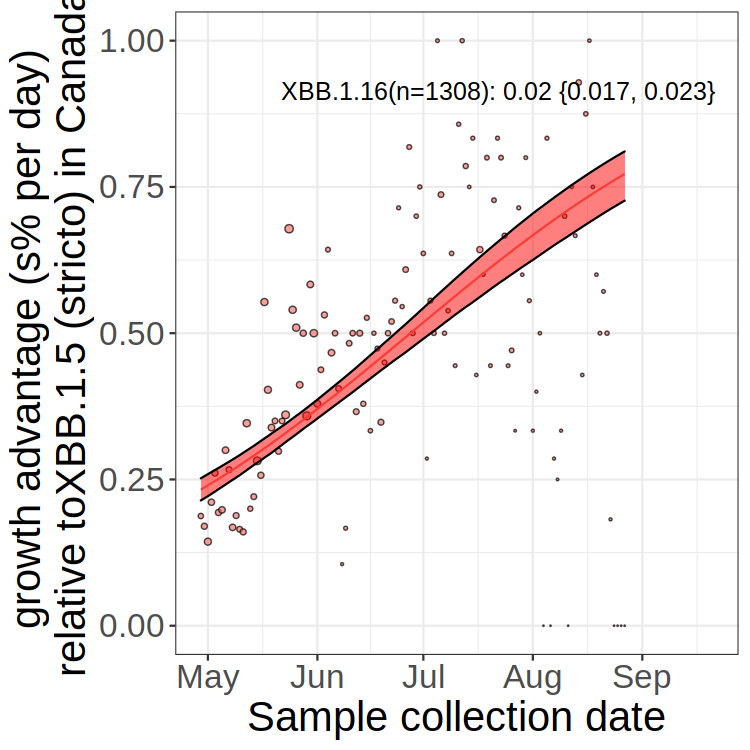 growth advantage (s% per day)
relative toXBB.1.5 (stricto) in Canada
1.00
0.75
0.50
0.25
0.00
XBB.1.16(n=1308): 0.02 {0.017, 0.023}
May Jun Jul Aug Sep
Sample collection date